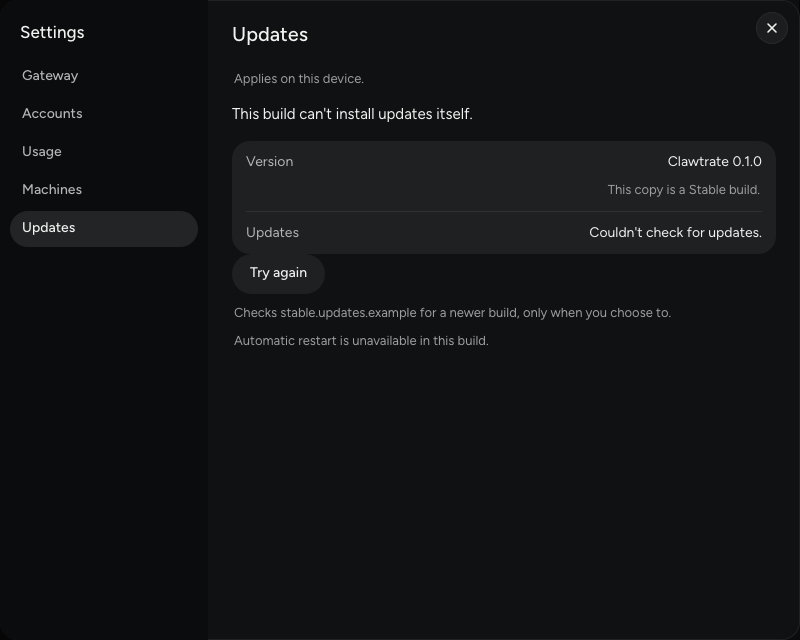 Settings
Gateway
Accounts
Usage
Machines
Updates
Updates
Applies on this device.
This build can't install updates itself.
Version
Clawtrate 0.1.0
This copy is a Stable build.
Updates
Couldn't check for updates.
Try again
Checks stable.updates.example for a newer build, only when you choose to.
Automatic restart is unavailable in this build.